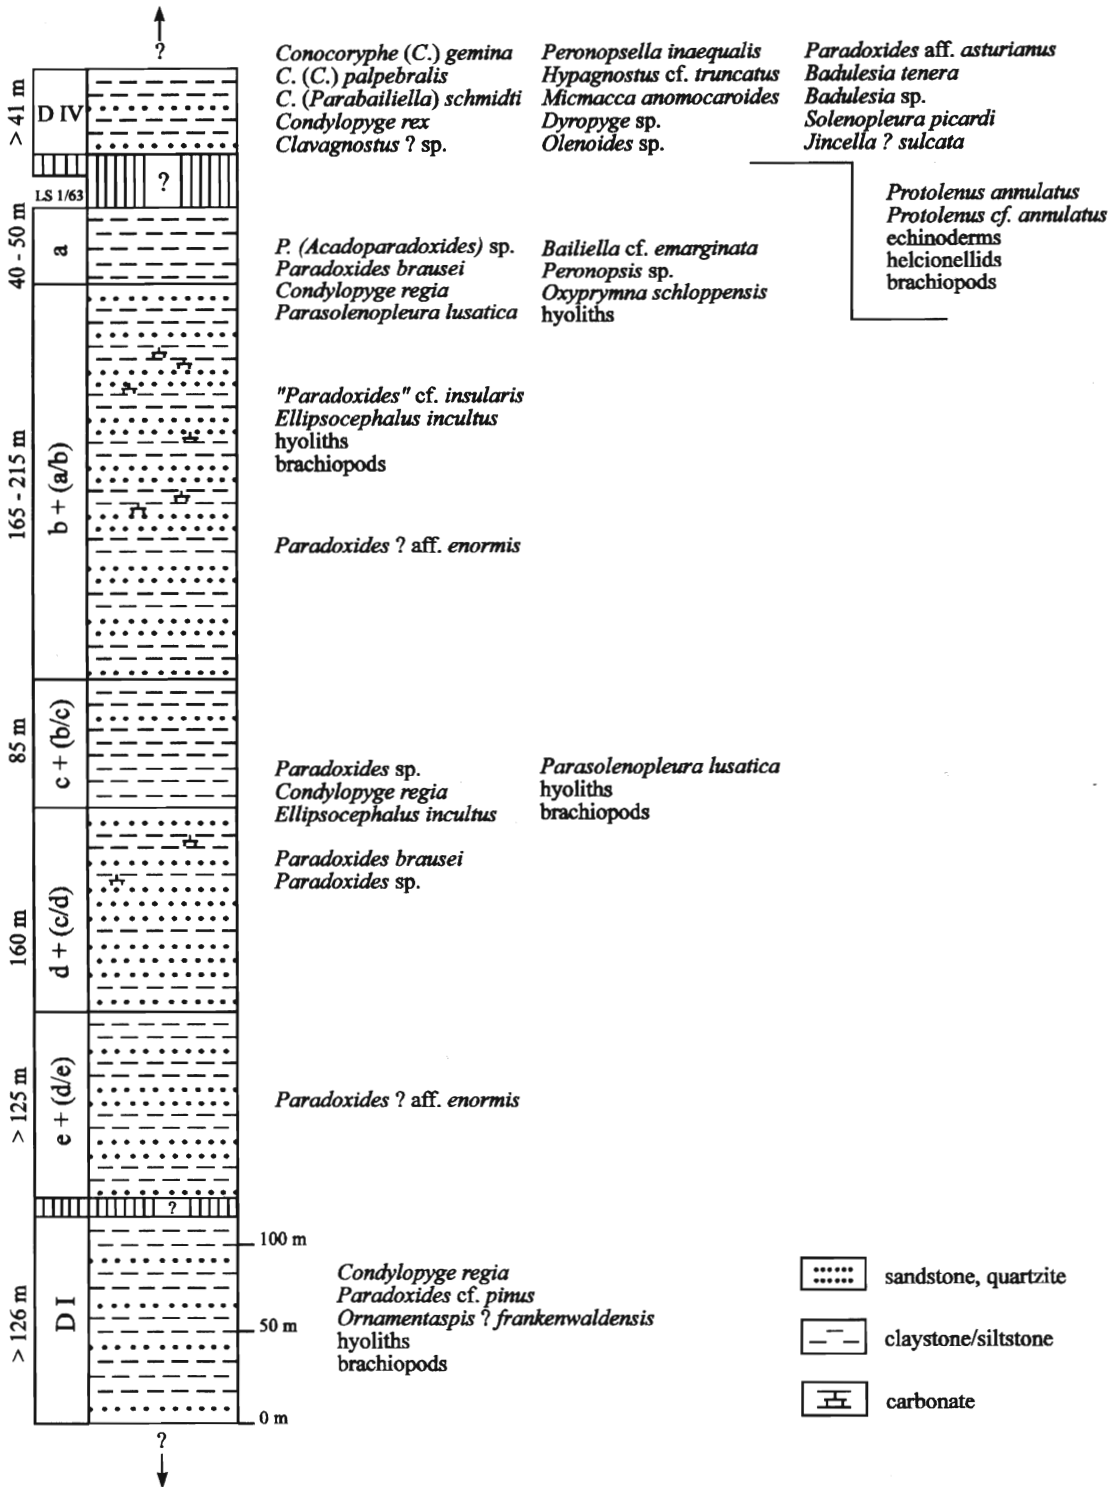 ?
Conocoryphe (C.) gemina
C. (C.) palpebralis
C. (Parabailiella) schmidti
Condylopyge rex
Clavagnostus ? sp.
Peronopsella inaequalis
Hypagnostus cf. truncatus
Micmacca anomocaroides
Dyropyge sp.
Olenoides sp.
Paradoxides aff. asturianus
Badulesia tenera
Badulesia sp.
Solenopleura picardi
Jincella ? sulcata
> 41 m
D IV
?
LS 1/63
Protolenus annulatus
Protolenus cf. annulatus
echinoderms
helcionellids
brachiopods
40 - 50 m
a
P. (Acadoparadoxides) sp.
Paradoxides brausei
Condylopyge regia
Parasolenopleura lusatica
Bailiella cf. emarginata
Peronopsis sp.
Oxyprymna schloppensis
hyoliths
165 - 215 m
b + (a/b)
"Paradoxides" cf. insularis
Ellipsocephalus incultus
hyoliths
brachiopods
Paradoxides ? aff. enormis
85 m
c + (b/c)
Paradoxides sp.
Condylopyge regia
Ellipsocephalus incultus
Parasolenopleura lusatica
hyoliths
brachiopods
160 m
d + (c/d)
Paradoxides brausei
Paradoxides sp.
> 125 m
e + (d/e)
Paradoxides ? aff. enormis
?
> 126 m
D I
100 m
50 m
0 m
Condylopyge regia
Paradoxides cf. pinus
Ornamentaspis ? frankenwaldensis
hyoliths
brachiopods
sandstone, quartzite
claystone/siltstone
carbonate
?